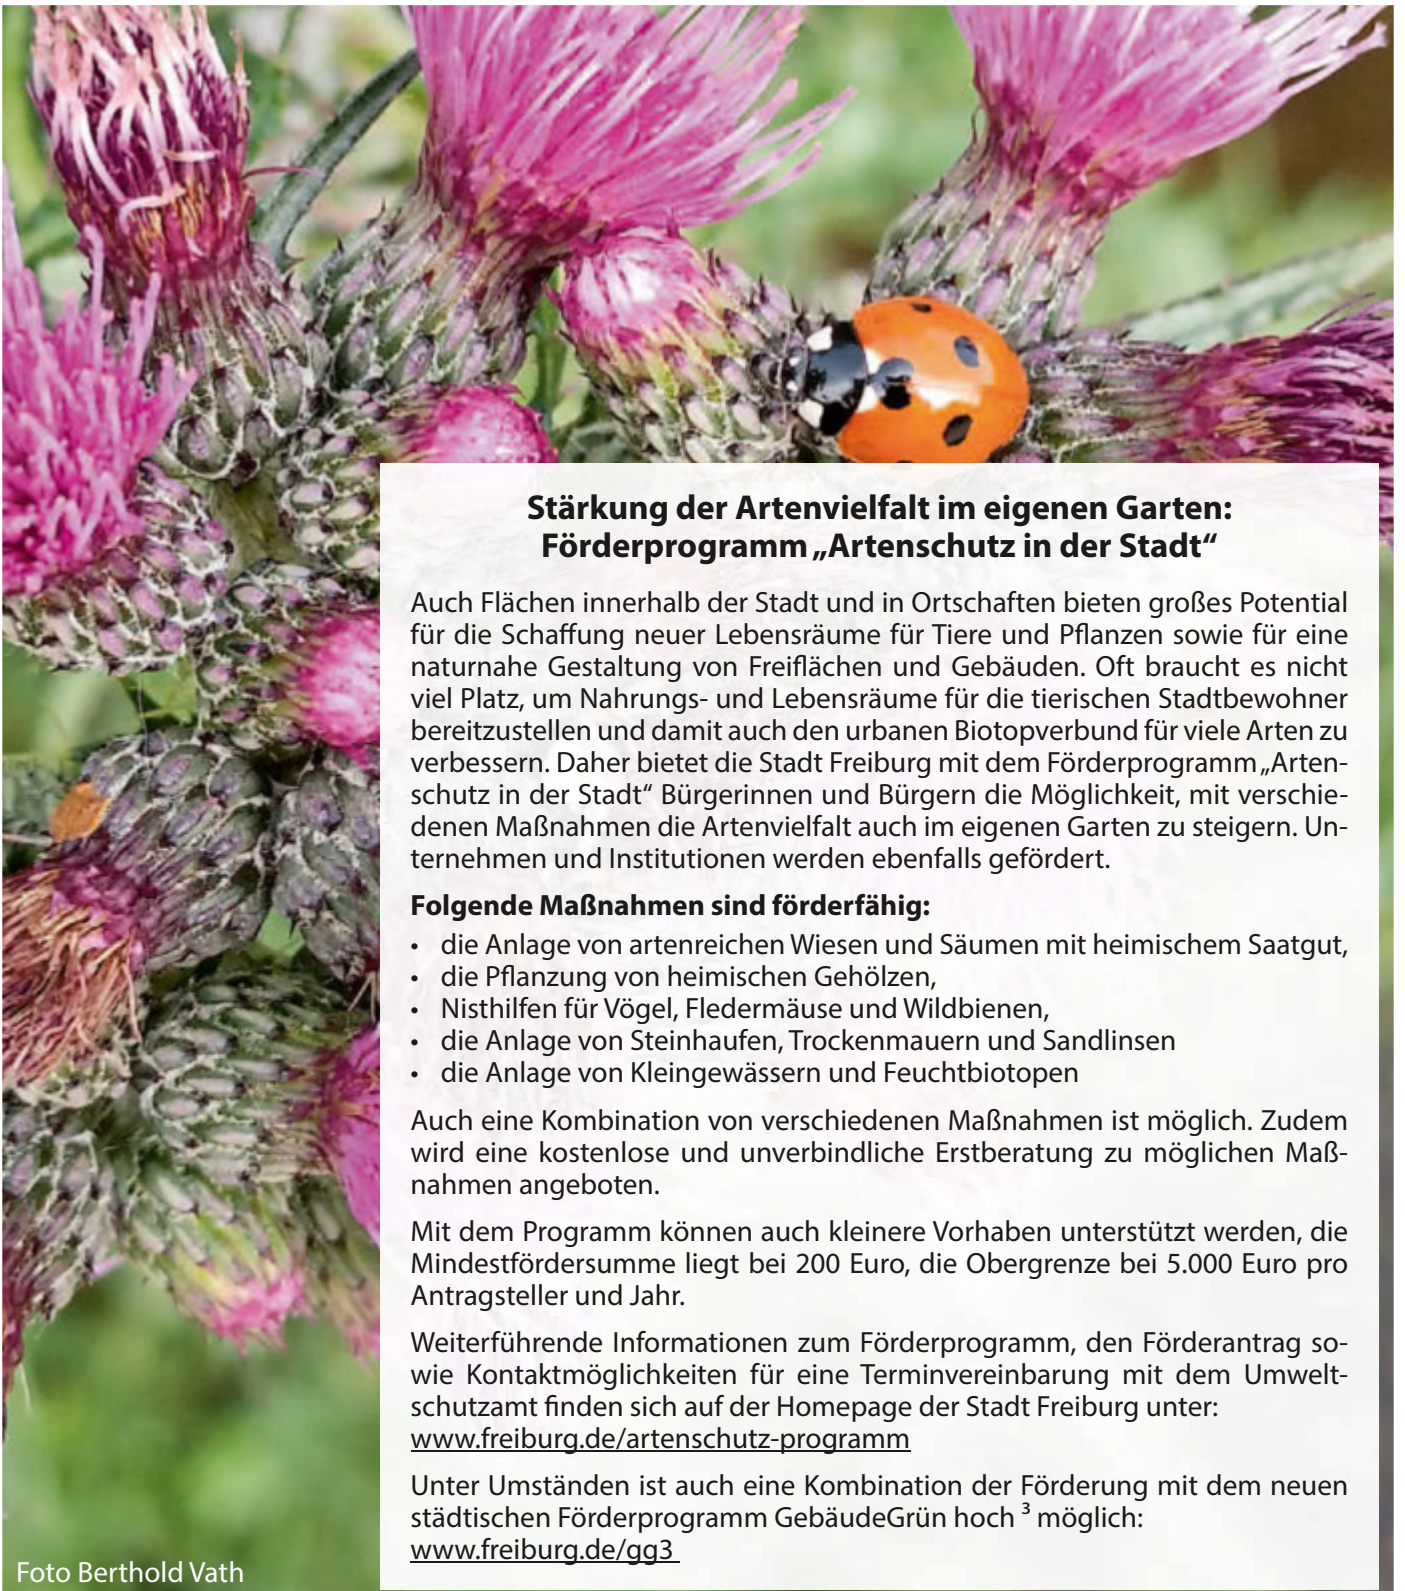 Stärkung der Artenvielfalt im eigenen Garten:
Förderprogramm „Artenschutz in der Stadt“
Auch Flächen innerhalb der Stadt und in Ortschaften bieten großes Potential
für die Schaffung neuer Lebensräume für Tiere und Pflanzen sowie für eine
naturnahe Gestaltung von Freiflächen und Gebäuden. Oft braucht es nicht
viel Platz, um Nahrungs- und Lebensräume für die tierischen Stadtbewohner
bereitzustellen und damit auch den urbanen Biotopverbund für viele Arten zu
verbessern. Daher bietet die Stadt Freiburg mit dem Förderprogramm „Arten-
schutz in der Stadt“ Bürgerinnen und Bürgern die Möglichkeit, mit verschie-
denen Maßnahmen die Artenvielfalt auch im eigenen Garten zu steigern. Un-
ternehmen und Institutionen werden ebenfalls gefördert.
Folgende Maßnahmen sind förderfähig:
• die Anlage von artenreichen Wiesen und Säumen mit heimischem Saatgut,
• die Pflanzung von heimischen Gehölzen,
• Nisthilfen für Vögel, Fledermäuse und Wildbienen,
• die Anlage von Steinhaufen, Trockenmauern und Sandlinsen
• die Anlage von Kleingewässern und Feuchtbiotopen
Auch eine Kombination von verschiedenen Maßnahmen ist möglich. Zudem
wird eine kostenlose und unverbindliche Erstberatung zu möglichen Maß-
nahmen angeboten.
Mit dem Programm können auch kleinere Vorhaben unterstützt werden, die
Mindestfördersumme liegt bei 200 Euro, die Obergrenze bei 5.000 Euro pro
Antragsteller und Jahr.
Weiterführende Informationen zum Förderprogramm, den Förderantrag so-
wie Kontaktmöglichkeiten für eine Terminvereinbarung mit dem Umwelt-
schutzamt finden sich auf der Homepage der Stadt Freiburg unter:
www.freiburg.de/artenschutz-programm
Unter Umständen ist auch eine Kombination der Förderung mit dem neuen
städtischen Förderprogramm GebäudeGrün hoch ³ möglich:
www.freiburg.de/gg3
Foto Berthold Vath